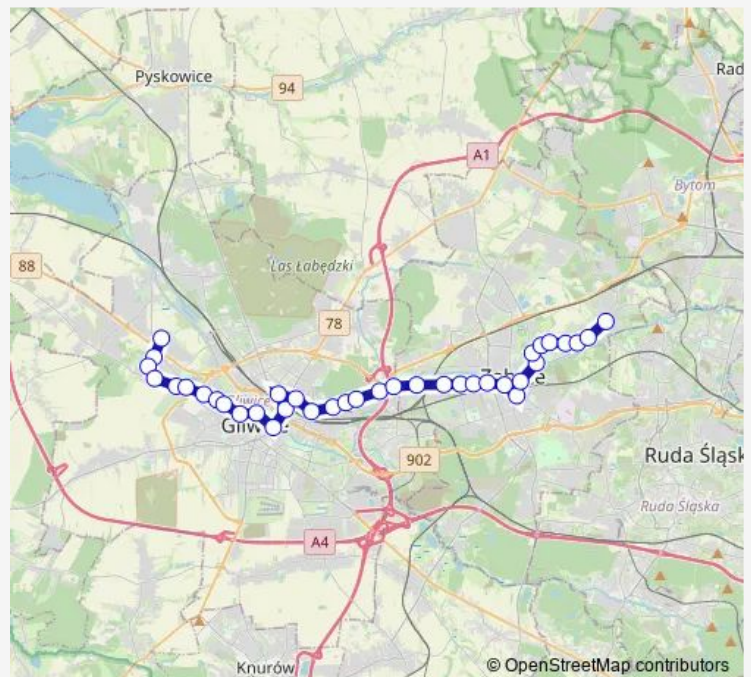 Pyskowice
94
Rad
A1
Bytom
88
Las Łabędzki
78
Gliwice
902
Ruda Śląsk
Ruda Śląska
A4
Knurów
© OpenStreetMap contributors